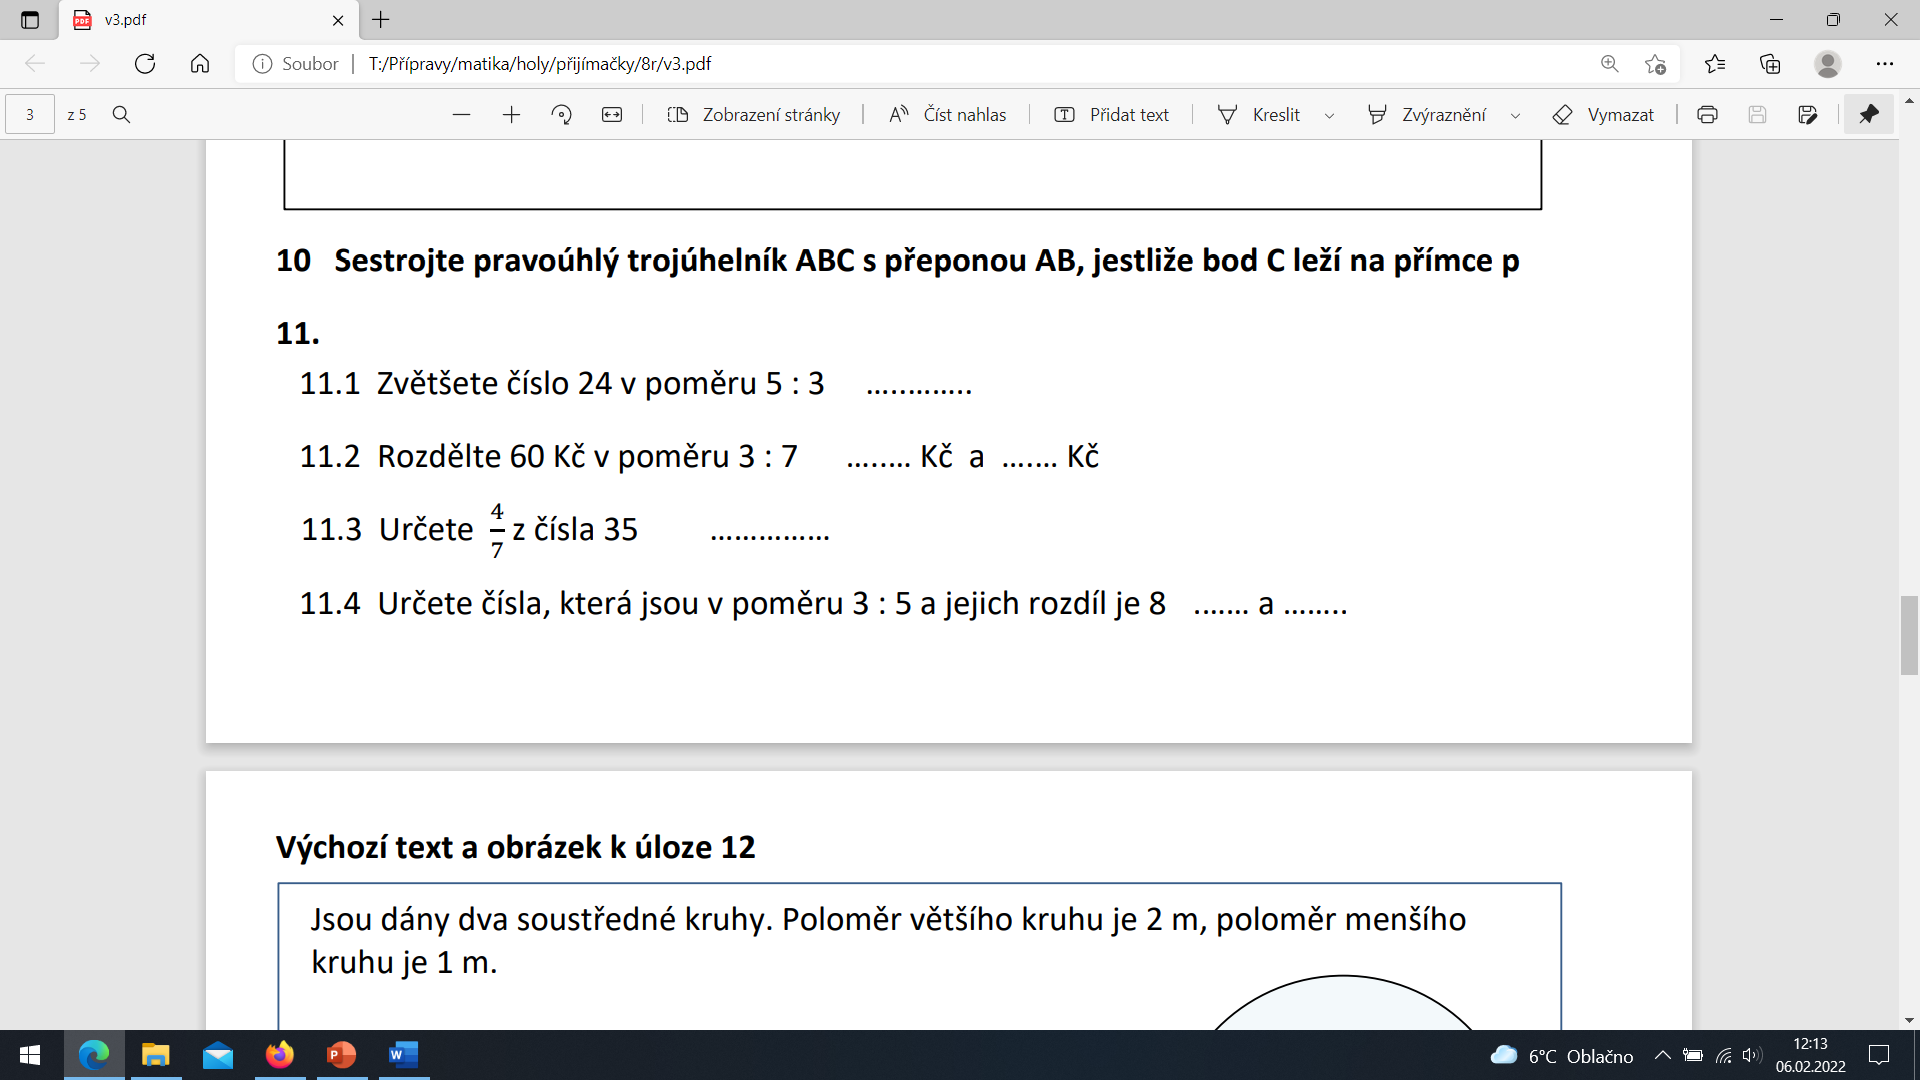 v3.pdf
Soubor T:/Přípravy/matika/holy/přijímačky/8r/v3.pdf
3 z 5 Zobrazení stránky Číst nahlas Přidat text Kreslit Zvýraznění Vymazat
10 Sestrojte pravoúhlý trojúhelník ABC s přeponou AB, jestliže bod C leží na přímce p
11.
11.1 Zvětšete číslo 24 v poměru 5 : 3 .............
11.2 Rozdělte 60 Kč v poměru 3 : 7 ........ Kč a ....... Kč
11.3 Určete 4/7 z čísla 35 ...............
11.4 Určete čísla, která jsou v poměru 3 : 5 a jejich rozdíl je 8 ....... a ........
Výchozí text a obrázek k úloze 12
Jsou dány dva soustředné kruhy. Poloměr většího kruhu je 2 m, poloměr menšího
kruhu je 1 m.
6°C Oblačno
12:13
06.02.2022